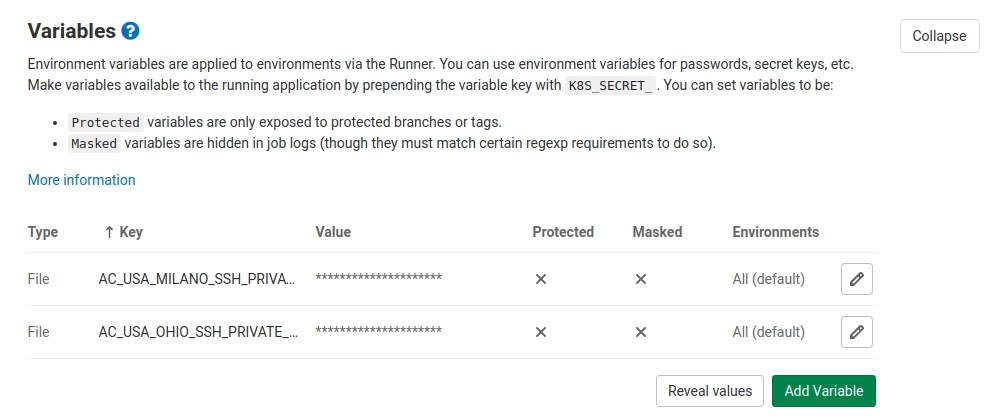 Variables ?
Collapse
Environment variables are applied to environments via the Runner. You can use environment variables for passwords, secret keys, etc.
Make variables available to the running application by prepending the variable key with K8S_SECRET_ . You can set variables to be:
• Protected variables are only exposed to protected branches or tags.
• Masked variables are hidden in job logs (though they must match certain regexp requirements to do so).
More information
Type ↑ Key Value Protected Masked Environments
File AC_USA_MILANO_SSH_PRIVA... ********************* × × All (default)
File AC_USA_OHIO_SSH_PRIVATE_... ********************* × × All (default)
Reveal values Add Variable